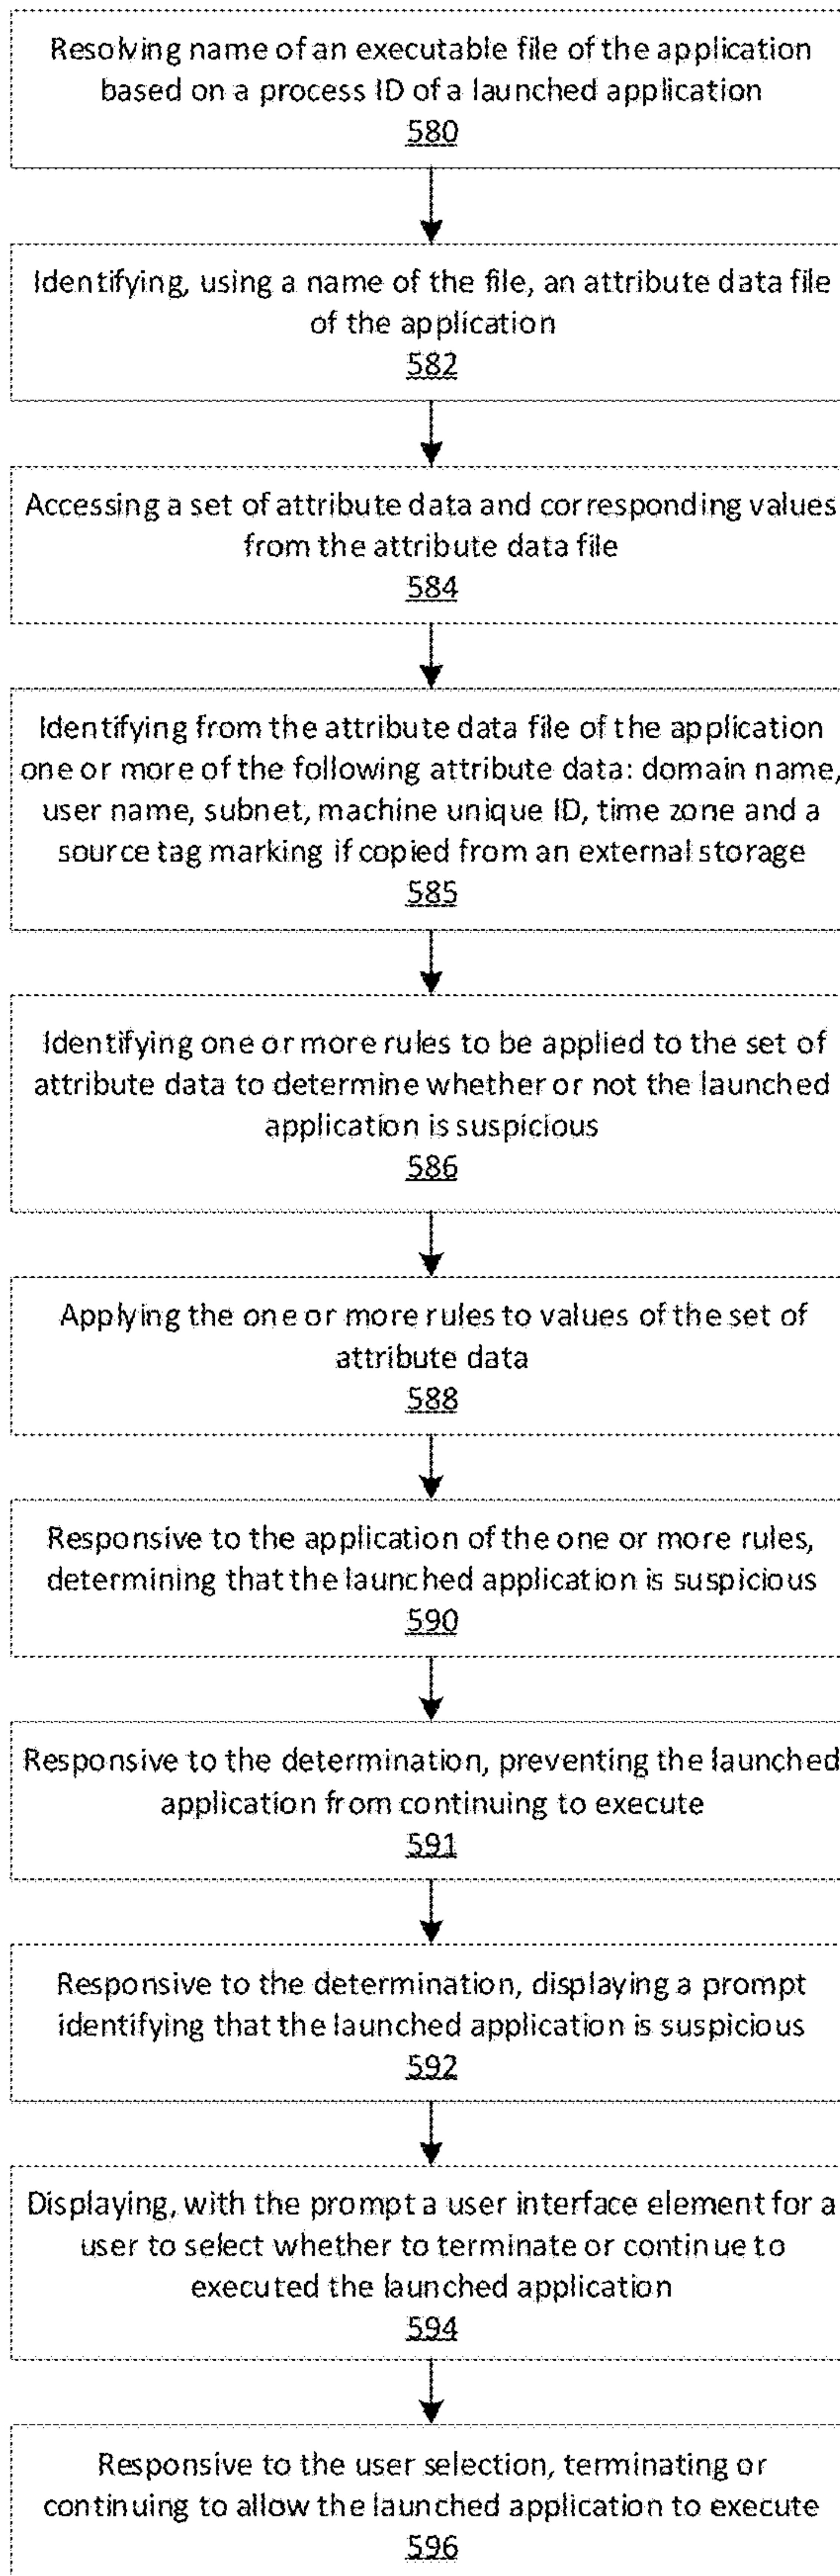 Resolving name of an executable file of the application
based on a process ID of a launched application
580
Identifying, using a name of the file, an attribute data file
of the application
582
Accessing a set of attribute data and corresponding values
from the attribute data file
584
Identifying from the attribute data file of the application
one or more of the following attribute data: domain name,
user name, subnet, machine unique ID, time zone and a
source tag marking if copied from an external storage
585
Identifying one or more rules to be applied to the set of
attribute data to determine whether or not the launched
application is suspicious
586
Applying the one or more rules to values of the set of
attribute data
588
Responsive to the application of the one or more rules,
determining that the launched application is suspicious
590
Responsive to the determination, preventing the launched
application from continuing to execute
591
Responsive to the determination, displaying a prompt
identifying that the launched application is suspicious
592
Displaying, with the prompt a user interface element for a
user to select whether to terminate or continue to
executed the launched application
594
Responsive to the user selection, terminating or
continuing to allow the launched application to execute
596